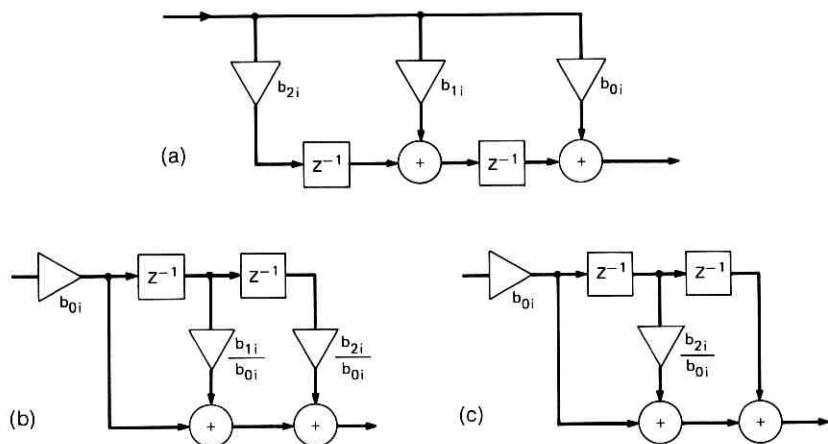 b2i
b1i
b0i
(a)
z⁻¹
+
z⁻¹
+
b0i
z⁻¹
z⁻¹
b1i
b0i
b2i
b0i
(b)
+
+
b0i
z⁻¹
z⁻¹
b2i
b0i
(c)
+
+